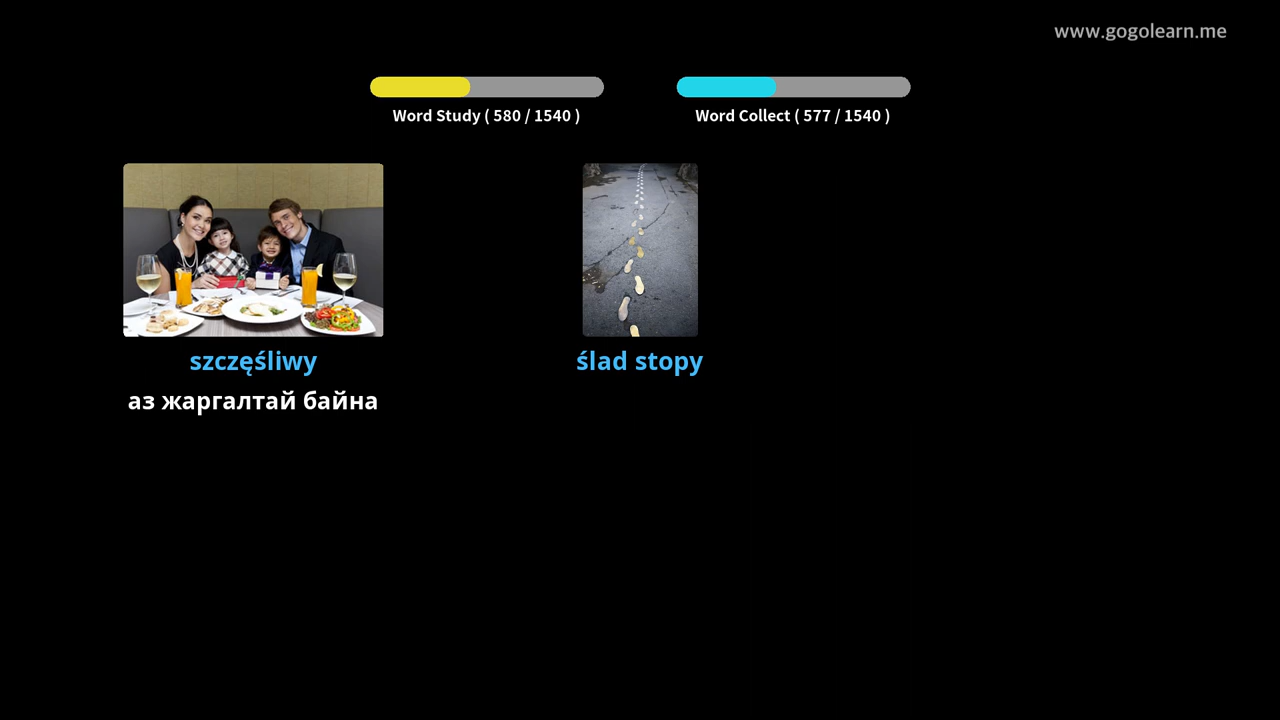 www.gogolearn.me
Word Study ( 580 / 1540 )
Word Collect ( 577 / 1540 )
szczęśliwy
ślad stopy
аз жаргалтай байна